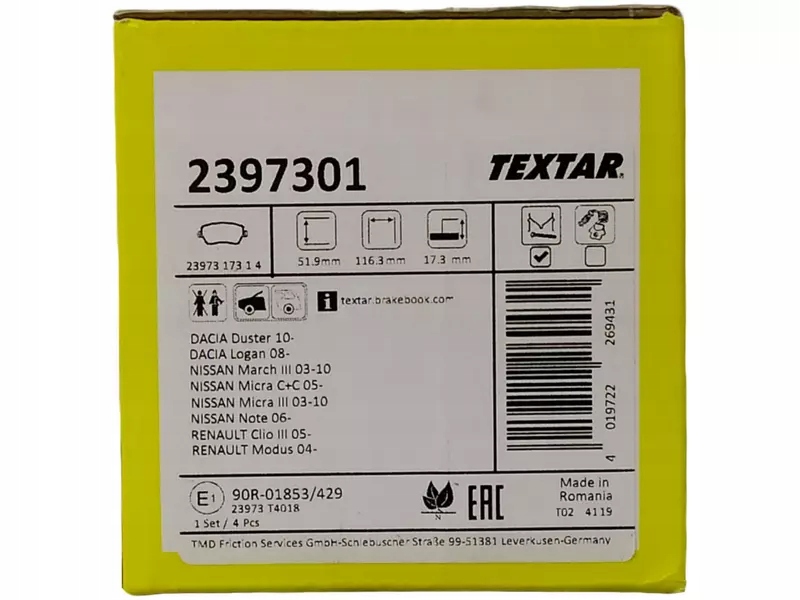 2397301
TEXTAR
23973 173 1 4
51.9mm 116.3mm 17.3 mm
i textar.brakebook.com
DACIA Duster 10-
DACIA Logan 08-
NISSAN March III 03-10
NISSAN Micra C+C 05-
NISSAN Micra III 03-10
NISSAN Note 06-
RENAULT Clio III 05-
RENAULT Modus 04-
4 019722 269431
E1 90R-01853/429
23973 T4018
1 Set / 4 Pcs
N
EAC
Made in
Romania
T02 4119
TMD Friction Services GmbH-Schlebuscher Straße 99-51381 Leverkusen-Germany